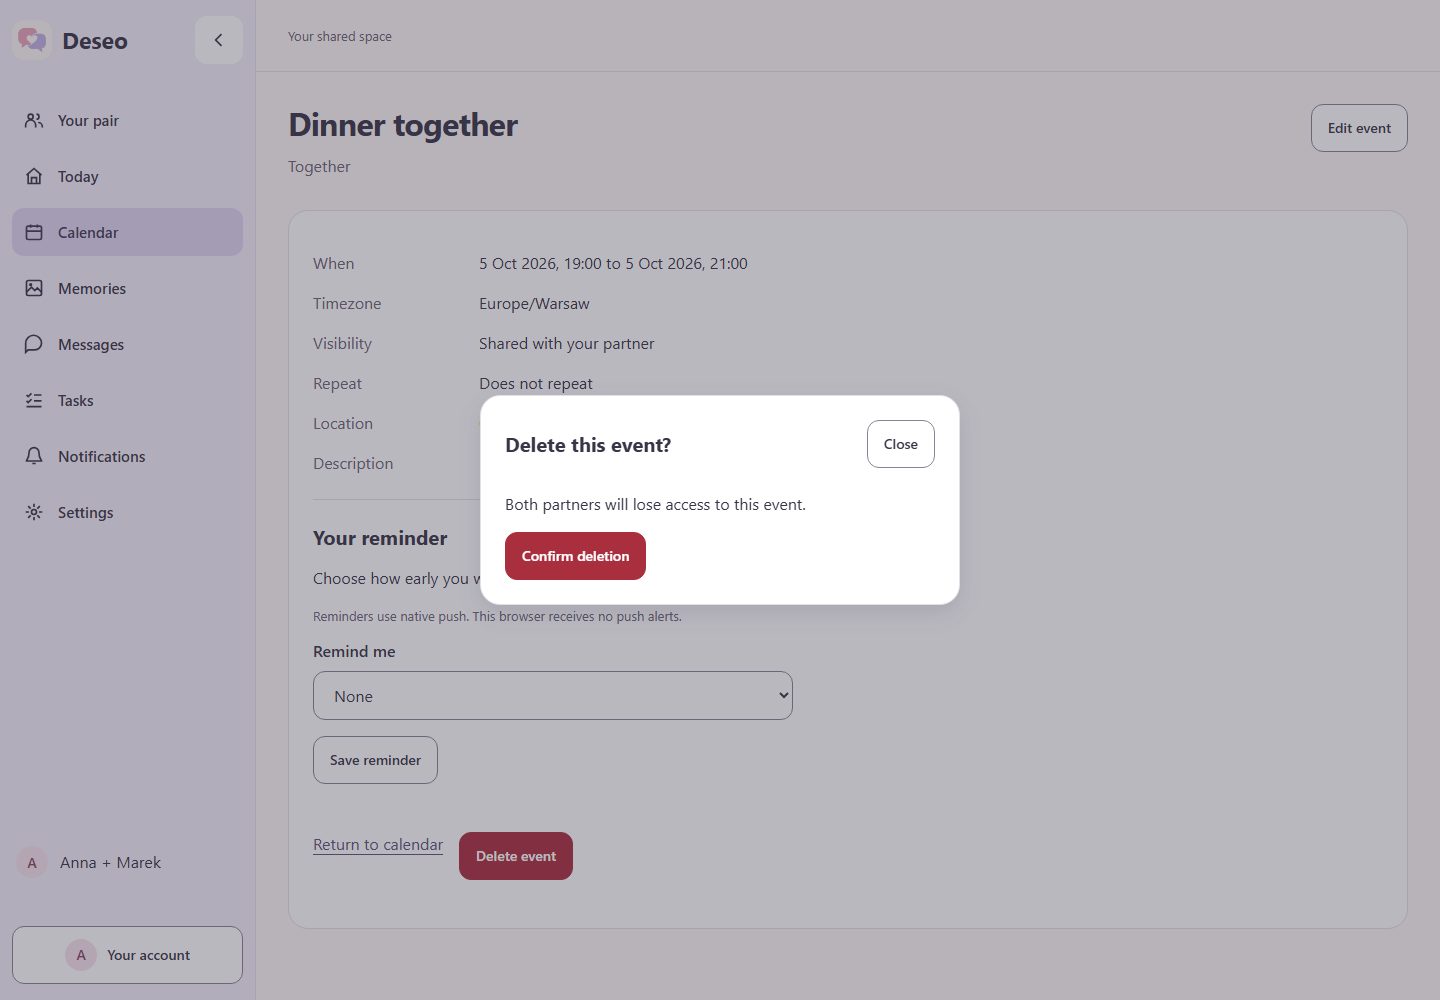 Deseo
Your pair
Today
Calendar
Memories
Messages
Tasks
Notifications
Settings
A Anna + Marek
A Your account
Your shared space
Dinner together
Together
Edit event
When 5 Oct 2026, 19:00 to 5 Oct 2026, 21:00
Timezone Europe/Warsaw
Visibility Shared with your partner
Repeat Does not repeat
Location
Description
Delete this event?
Close
Both partners will lose access to this event.
Confirm deletion
Your reminder
Choose how early you
Reminders use native push. This browser receives no push alerts.
Remind me
None
Save reminder
Return to calendar
Delete event